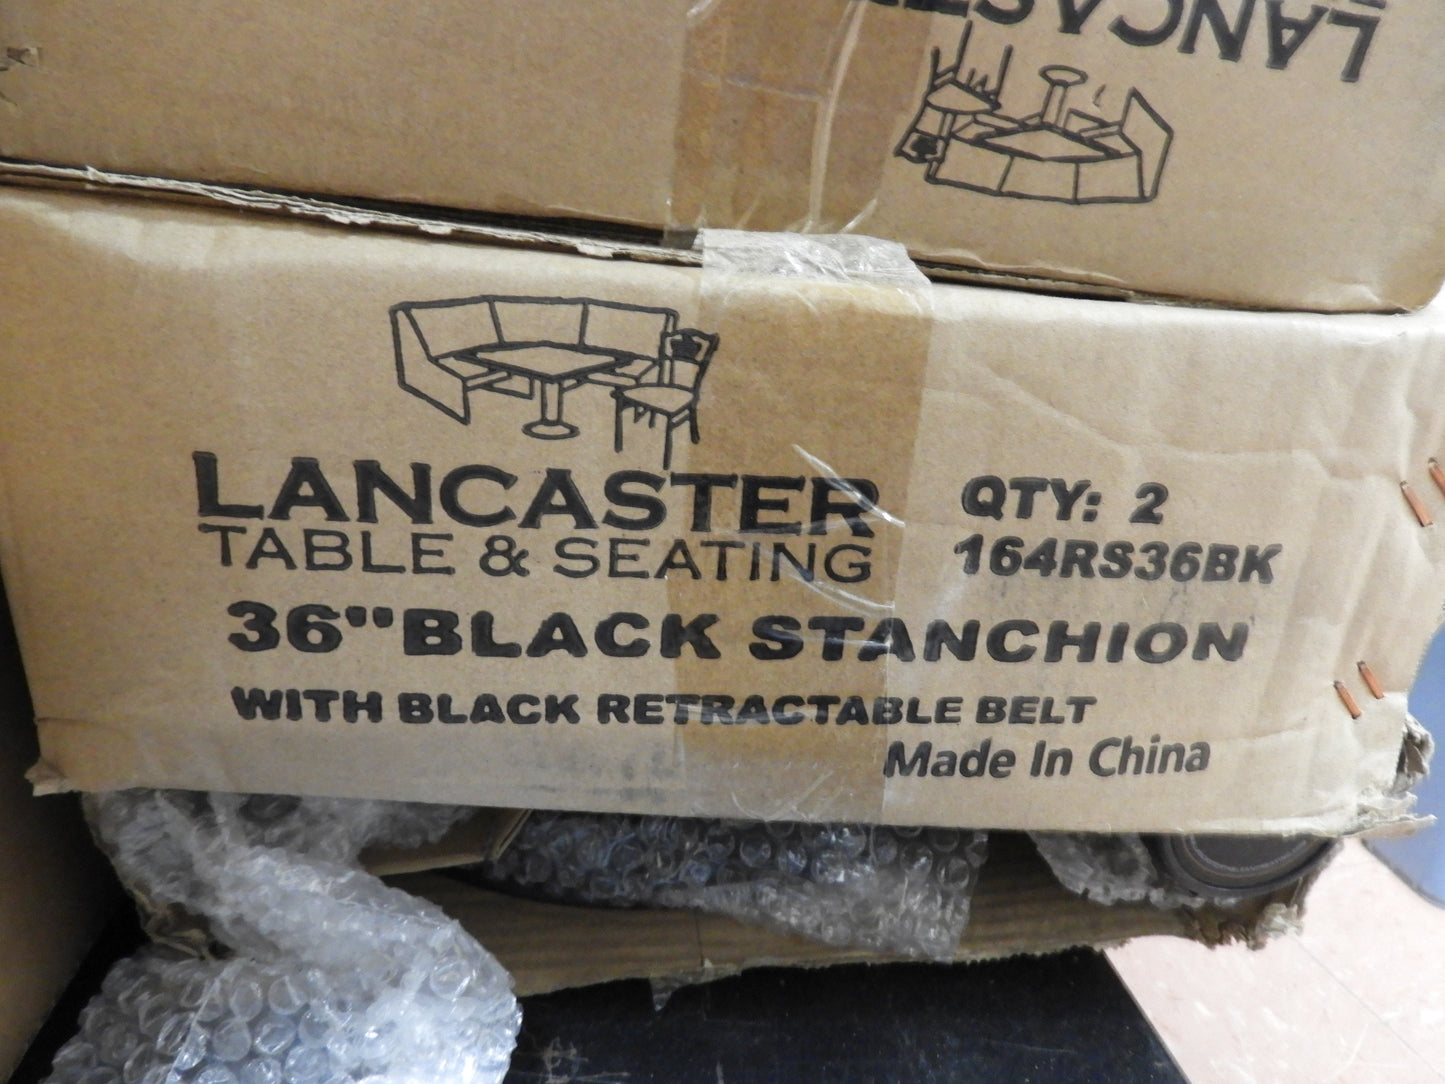 LANCASTER
LANCASTER
TABLE & SEATING
QTY: 2
164RS36BK
36" BLACK STANCHION
WITH BLACK RETRACTABLE BELT
Made In China